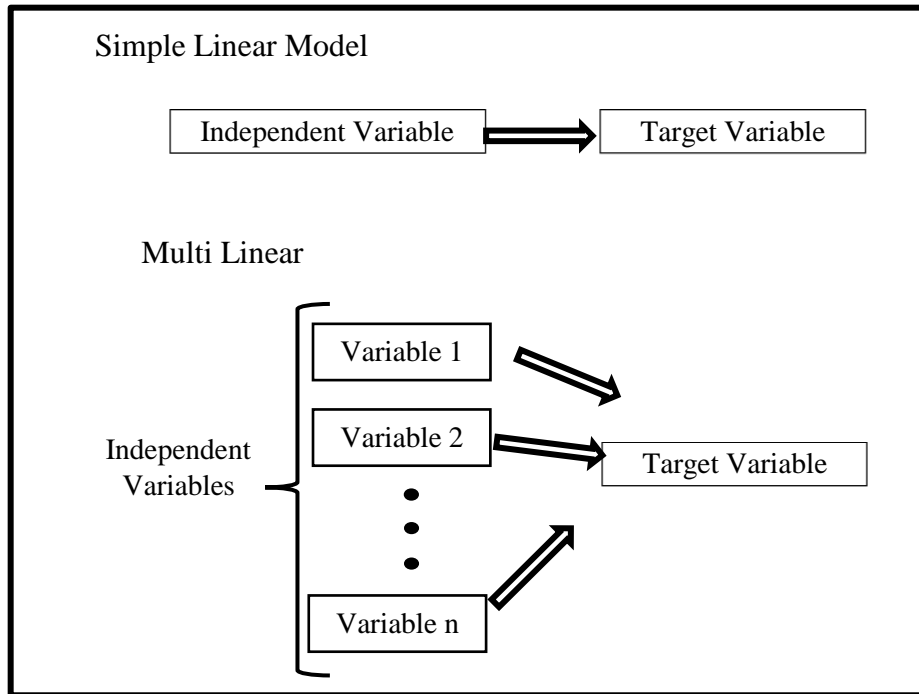 Simple Linear Model
Independent Variable
Target Variable
Multi Linear
Variable 1
Variable 2
Independent
Variables
Target Variable
Variable n